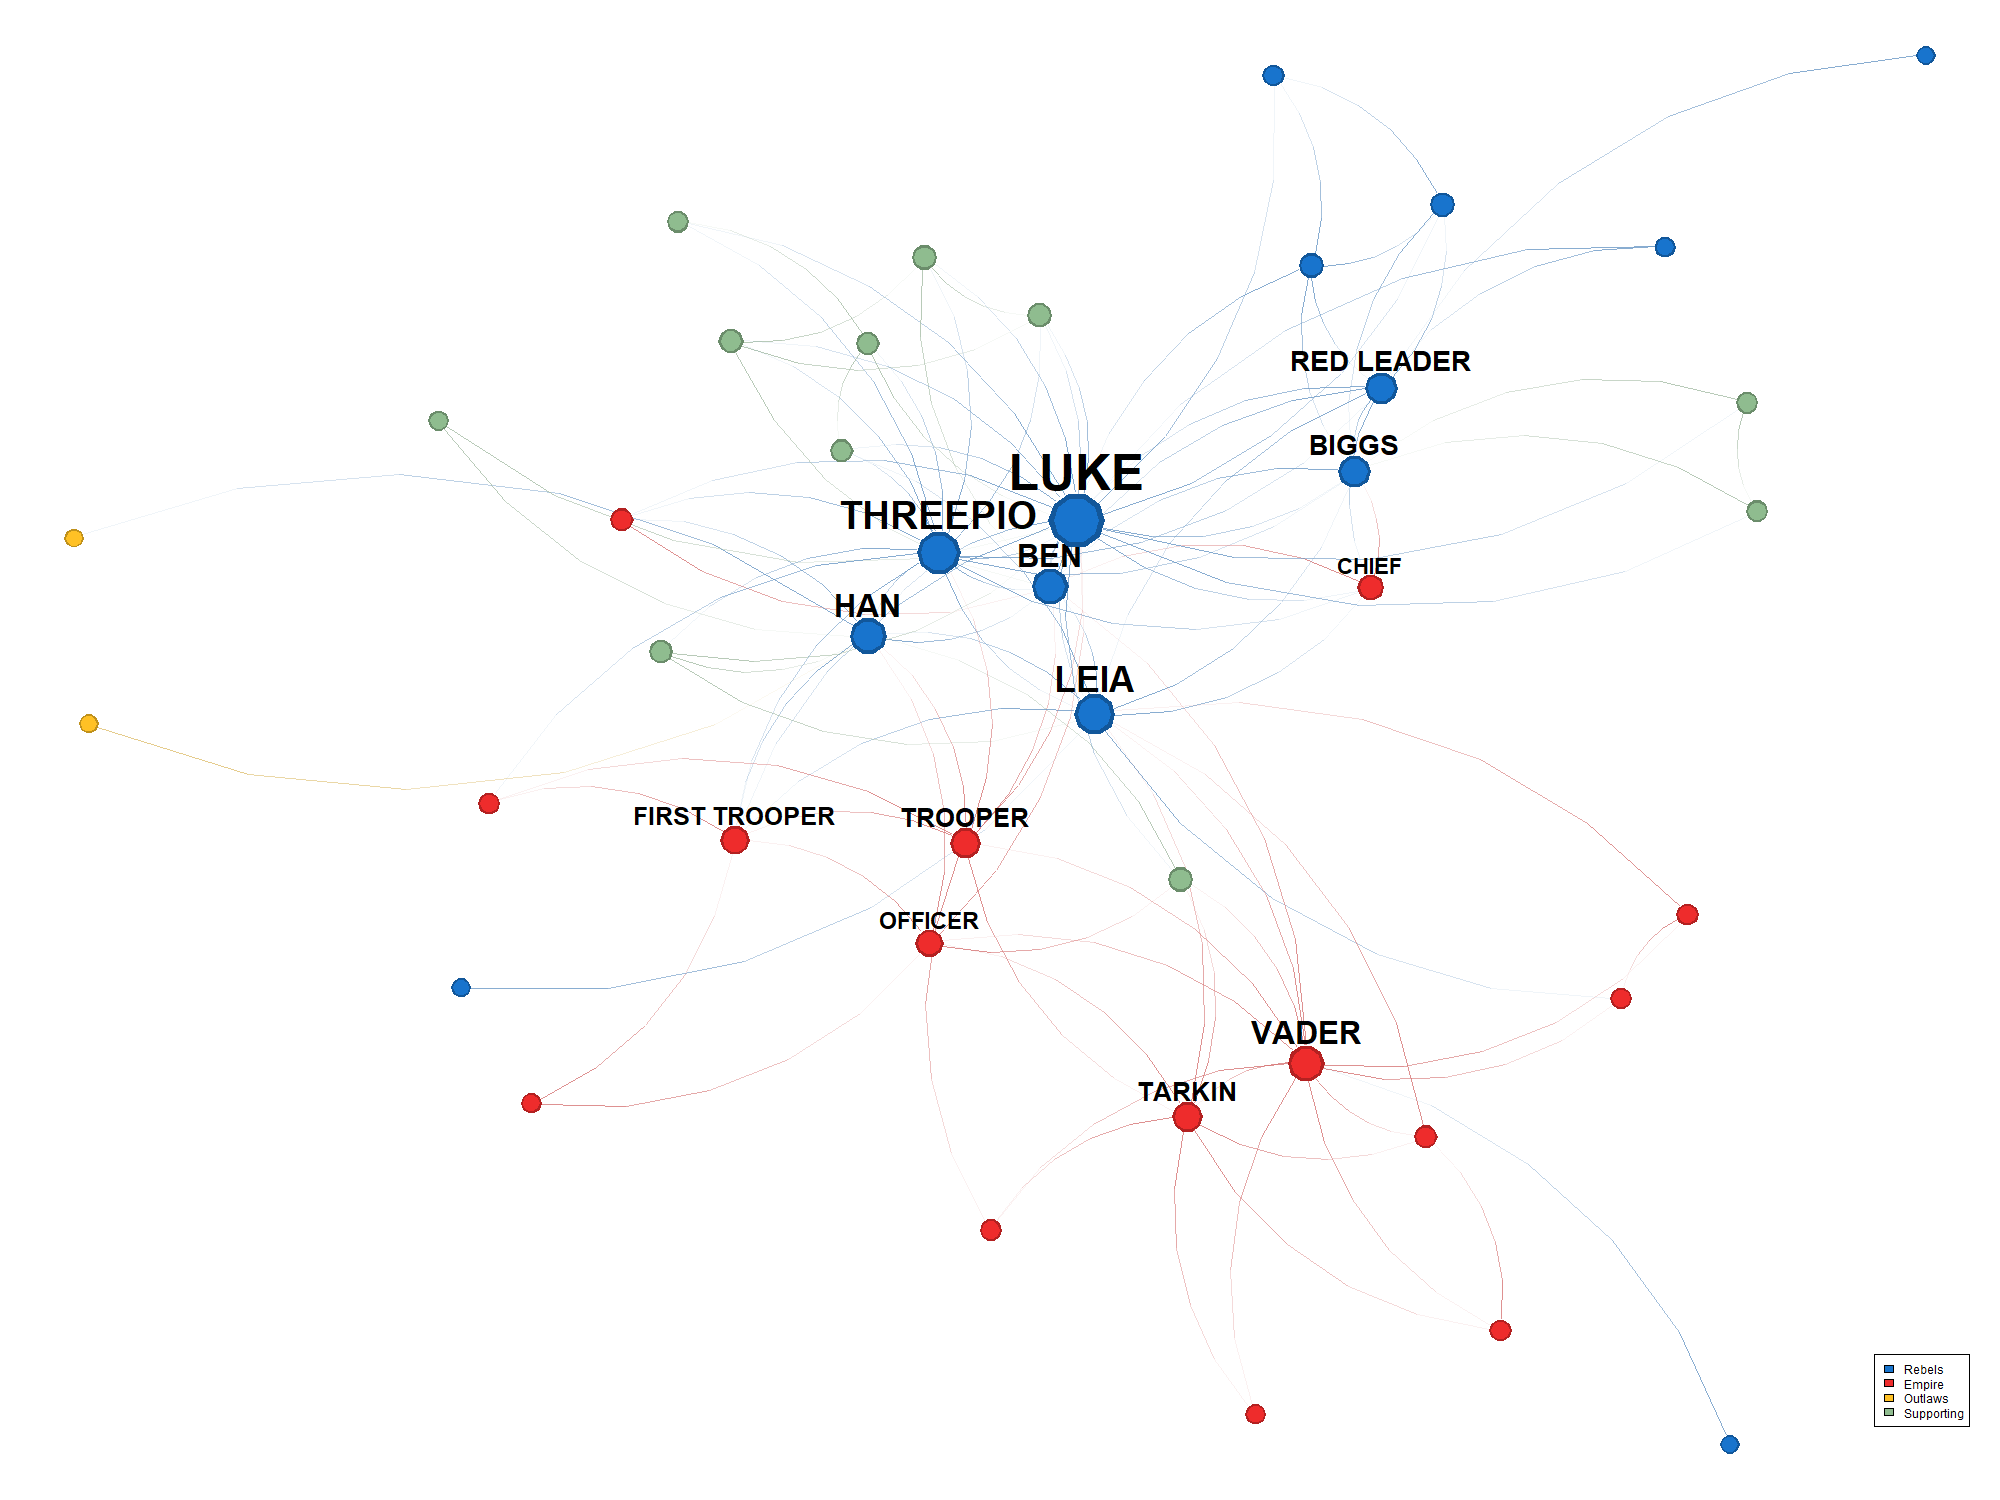 RED LEADER
BIGGS
LUKE
THREEPIO
BEN
CHIEF
HAN
LEIA
FIRST TROOPER
TROOPER
OFFICER
VADER
TARKIN
Rebels
Empire
Outlaws
Supporting